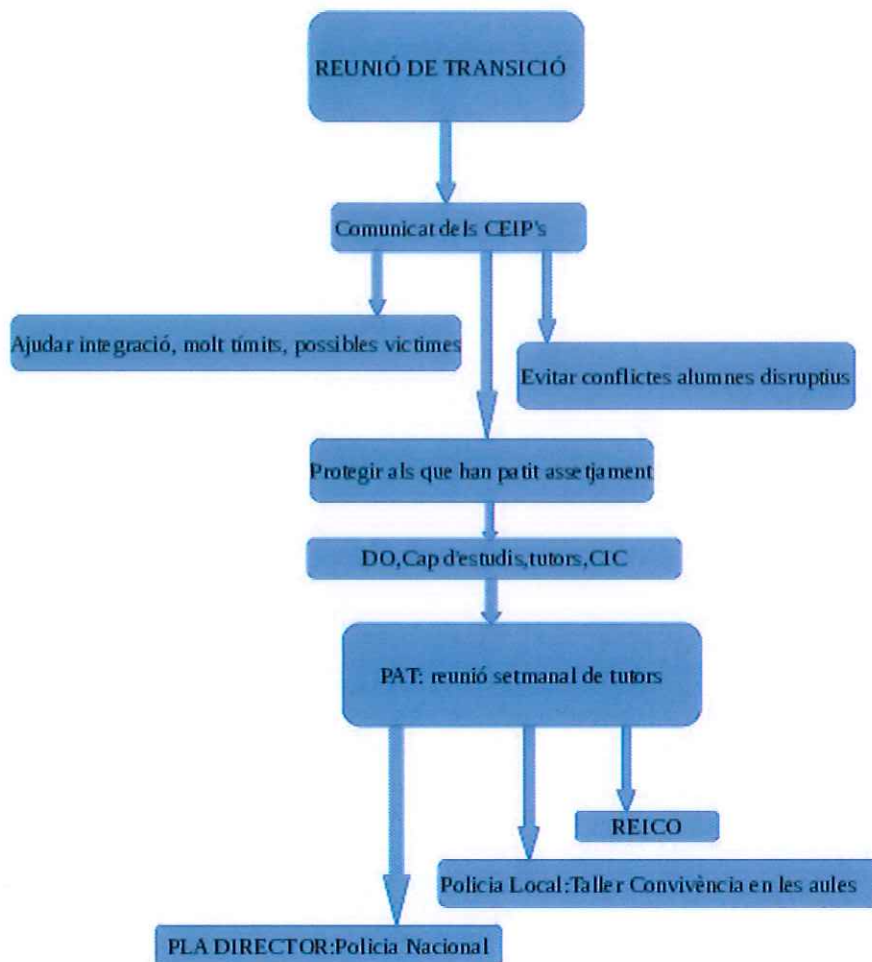 REUNIÓ DE TRANSICIÓ
Comunicat dels CEIP's
Ajudar integració, molt tímits, possibles victimes
Evitar conflictes alumnes disruptius
Protegir als que han patit assetjament
DO,Cap d'estudis,tutors,CIC
PAT: reunió setmanal de tutors
REICO
Policia Local:Taller Convivència en les aules
PLA DIRECTOR:Policia Nacional